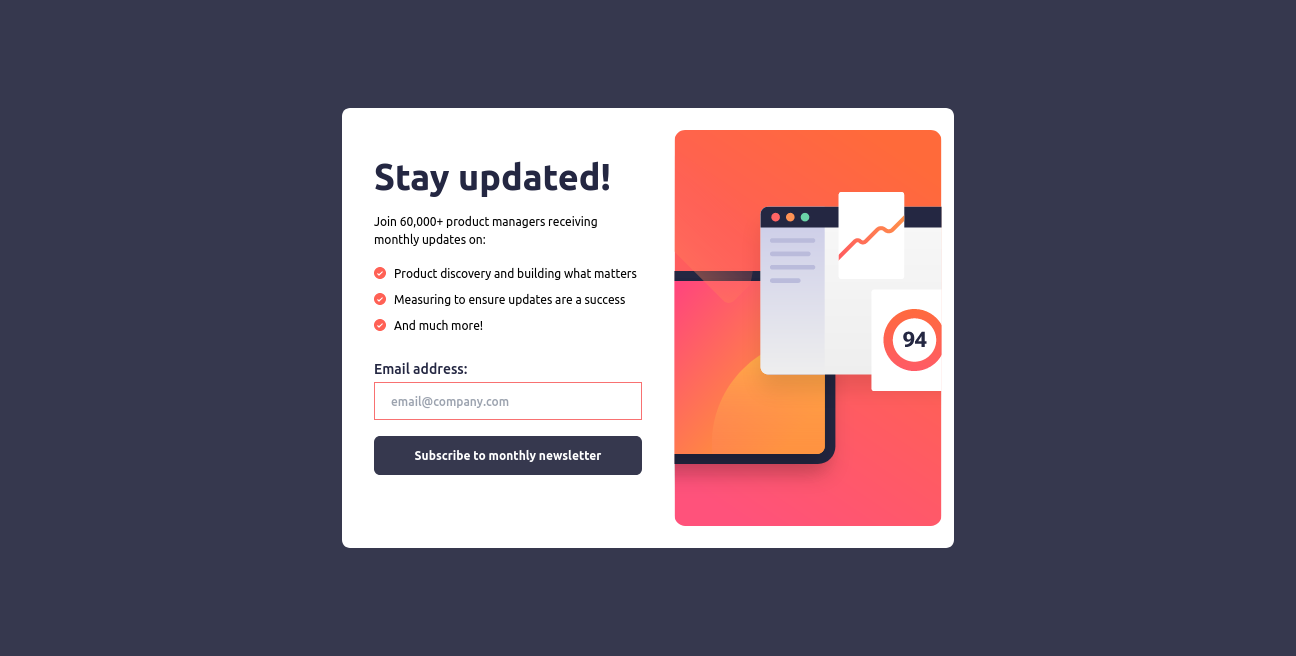 Stay updated!
Join 60,000+ product managers receiving
monthly updates on:
Product discovery and building what matters
Measuring to ensure updates are a success
And much more!
Email address:
email@company.com
Subscribe to monthly newsletter
94